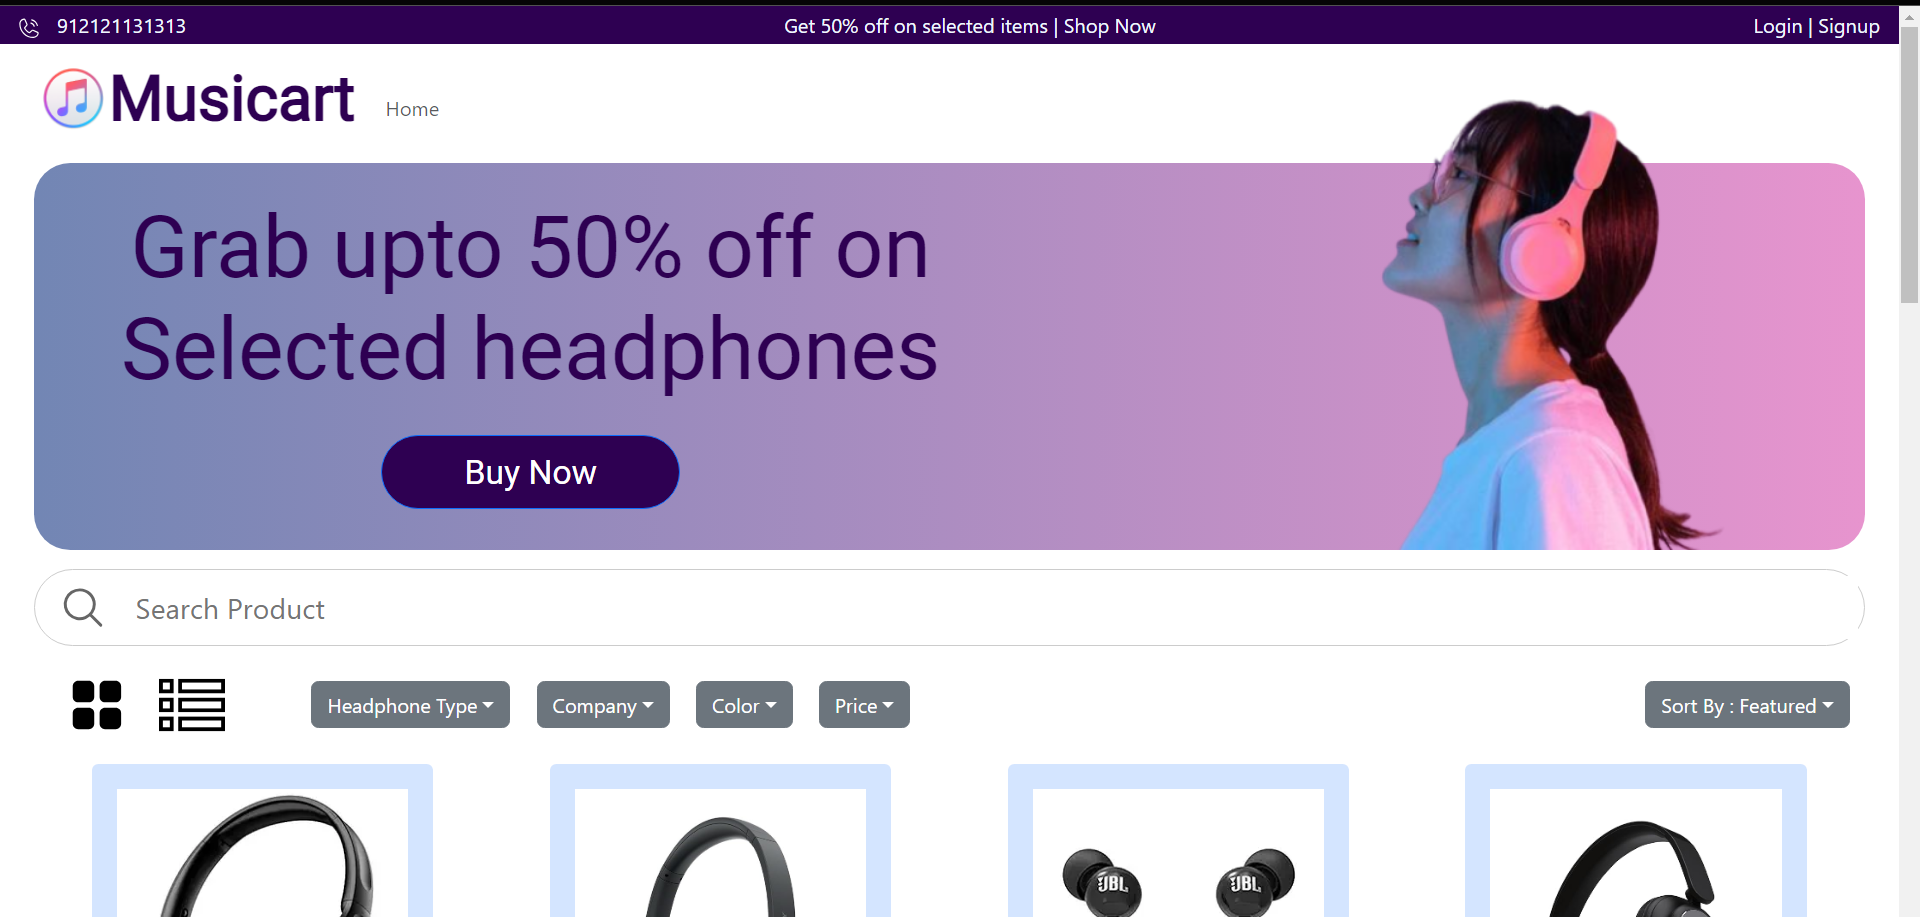 912121131313 Get 50% off on selected items | Shop Now Login | Signup
Musicart Home
Grab upto 50% off on
Selected headphones
Buy Now
Search Product
Headphone Type Company Color Price Sort By : Featured
JBL JBL